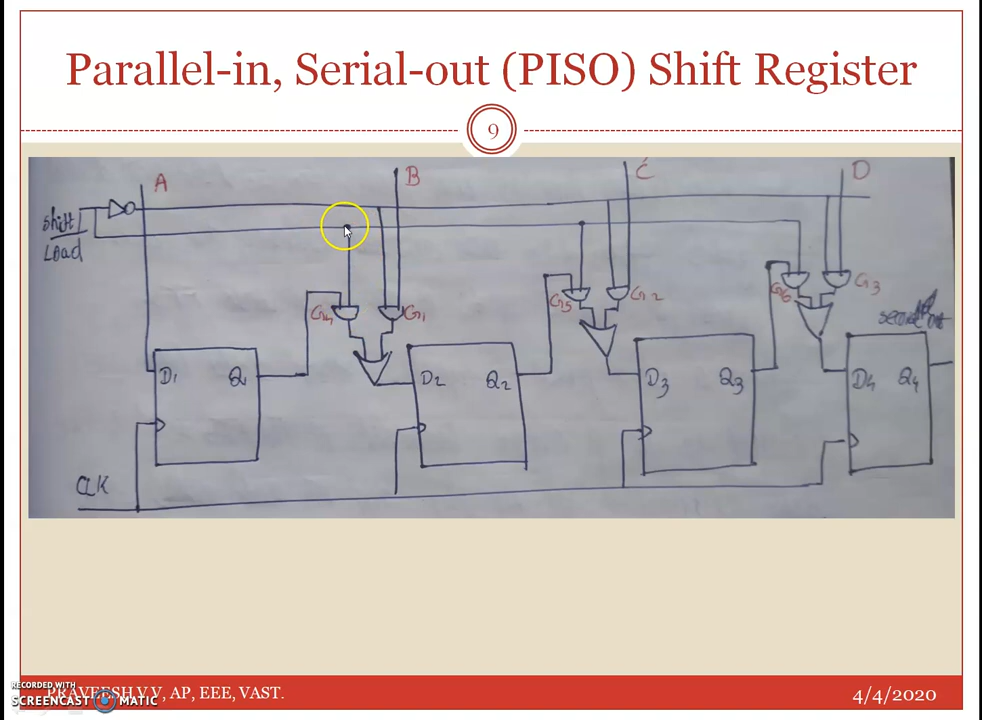 Parallel-in, Serial-out (PISO) Shift Register
9
A
B
C
D
Shift/
Load
G4
G1
G5
G2
G6
G3
D1
Q1
D2
Q2
D3
Q3
D4
Q4
CLK
RECORDED WITH
SCREENCAST MATIC
PRAVEESH V V, AP, EEE, VAST.
4/4/2020